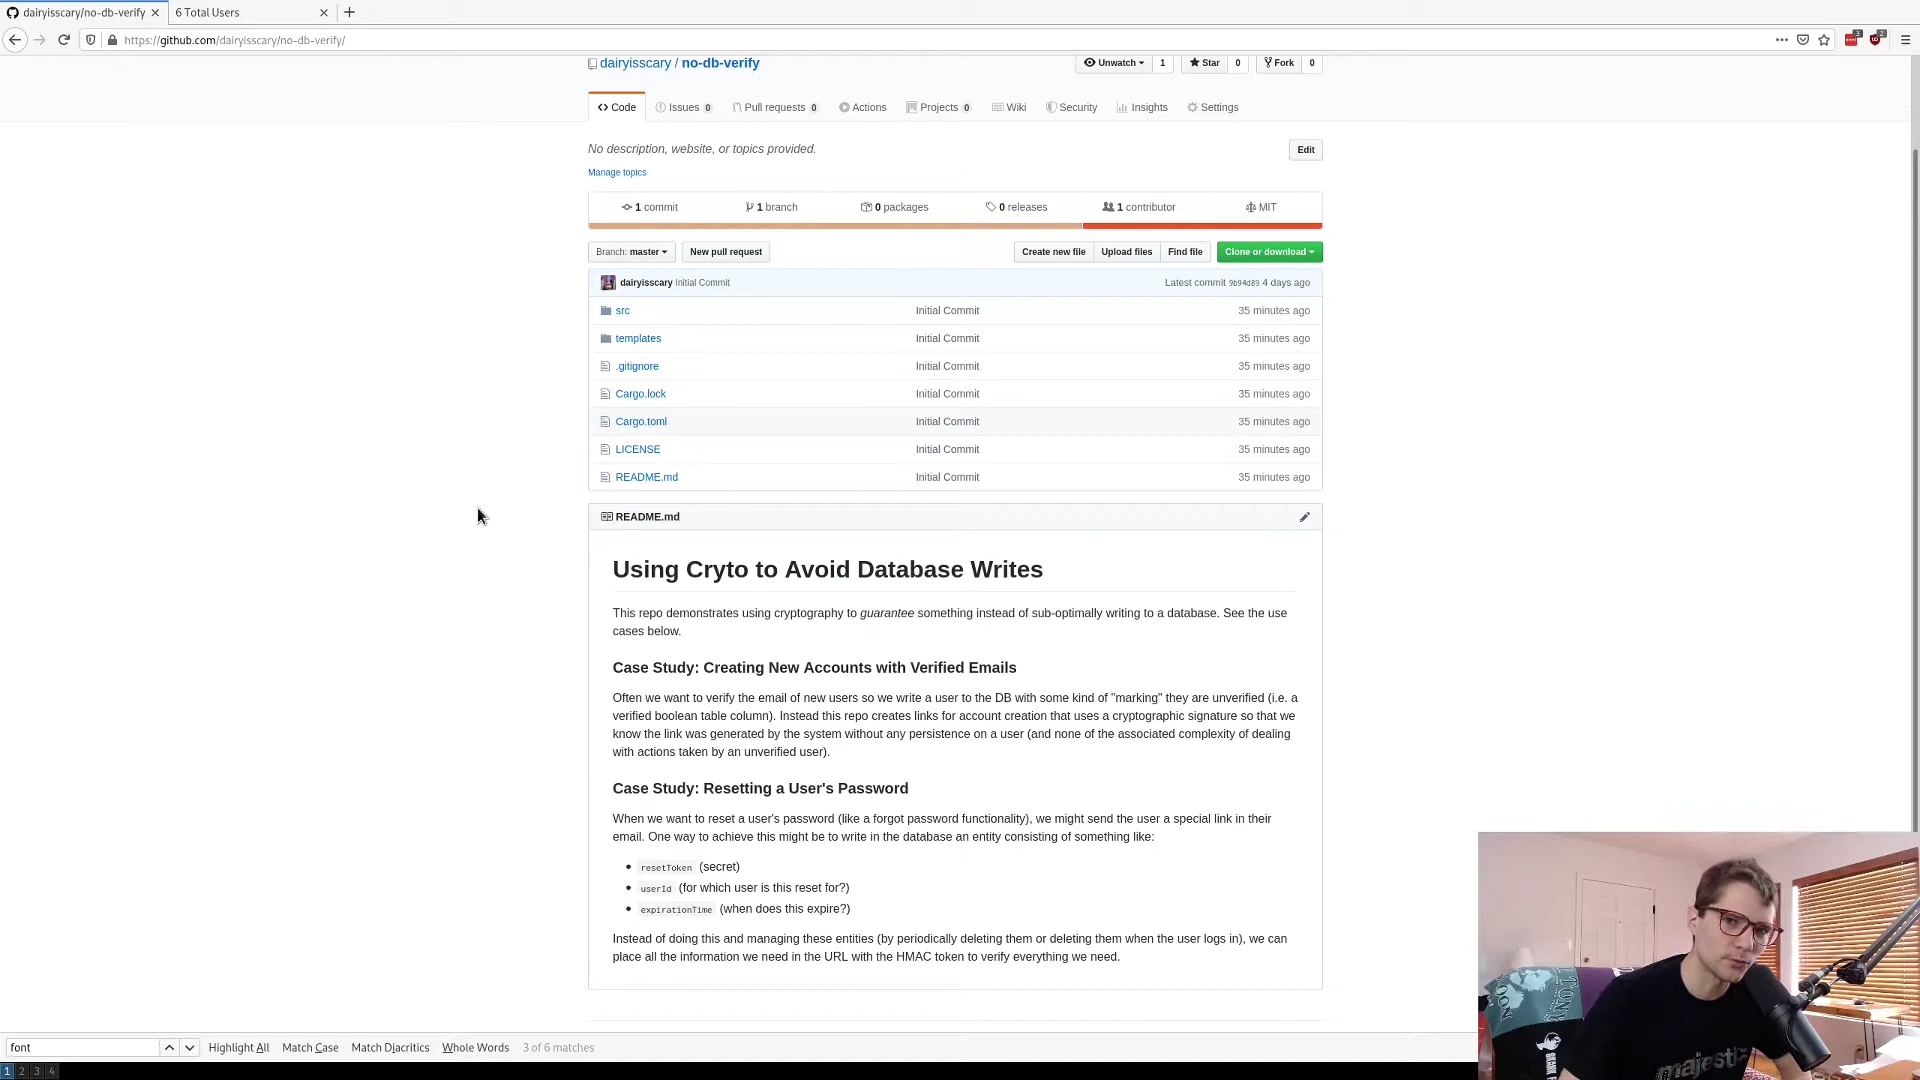 dairyisscary/no-db-verify
6 Total Users
https://github.com/dairyisscary/no-db-verify/
3
2
dairyisscary / no-db-verify
Unwatch 1
Star 0
Fork 0
Code
Issues 0
Pull requests 0
Actions
Projects 0
Wiki
Security
Insights
Settings
No description, website, or topics provided.
Edit
Manage topics
1 commit
1 branch
0 packages
0 releases
1 contributor
MIT
Branch: master
New pull request
Create new file
Upload files
Find file
Clone or download
dairyisscary Initial Commit
Latest commit 9b94d89 4 days ago
src Initial Commit 35 minutes ago
templates Initial Commit 35 minutes ago
.gitignore Initial Commit 35 minutes ago
Cargo.lock Initial Commit 35 minutes ago
Cargo.toml Initial Commit 35 minutes ago
LICENSE Initial Commit 35 minutes ago
README.md Initial Commit 35 minutes ago
README.md
Using Cryto to Avoid Database Writes
This repo demonstrates using cryptography to guarantee something instead of sub-optimally writing to a database. See the use
cases below.
Case Study: Creating New Accounts with Verified Emails
Often we want to verify the email of new users so we write a user to the DB with some kind of "marking" they are unverified (i.e. a
verified boolean table column). Instead this repo creates links for account creation that uses a cryptographic signature so that we
know the link was generated by the system without any persistence on a user (and none of the associated complexity of dealing
with actions taken by an unverified user).
Case Study: Resetting a User's Password
When we want to reset a user's password (like a forgot password functionality), we might send the user a special link in their
email. One way to achieve this might be to write in the database an entity consisting of something like:
• resetToken (secret)
• userId (for which user is this reset for?)
• expirationTime (when does this expire?)
Instead of doing this and managing these entities (by periodically deleting them or deleting them when the user logs in), we can
place all the information we need in the URL with the HMAC token to verify everything we need.
majestic
font
Highlight All
Match Case
Match Diacritics
Whole Words
3 of 6 matches
1 2 3 4